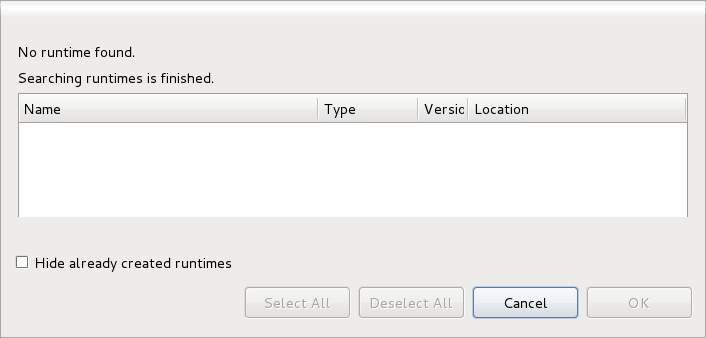 No runtime found.
Searching runtimes is finished.
Name Type Versic Location
Hide already created runtimes
Select All Deselect All Cancel OK